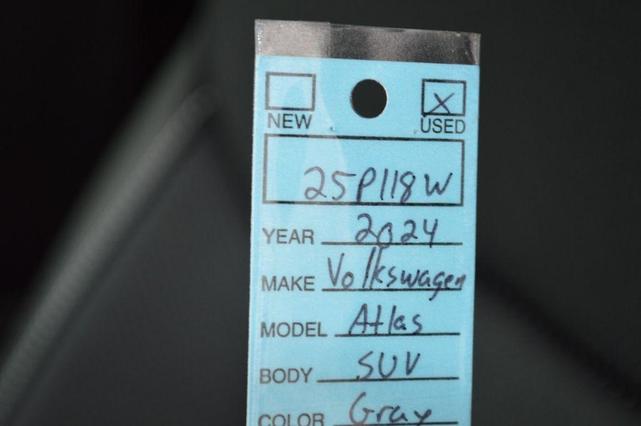 NEW X USED
25P118W
YEAR 2024
MAKE Volkswagen
MODEL Atlas
BODY SUV
COLOR Gray